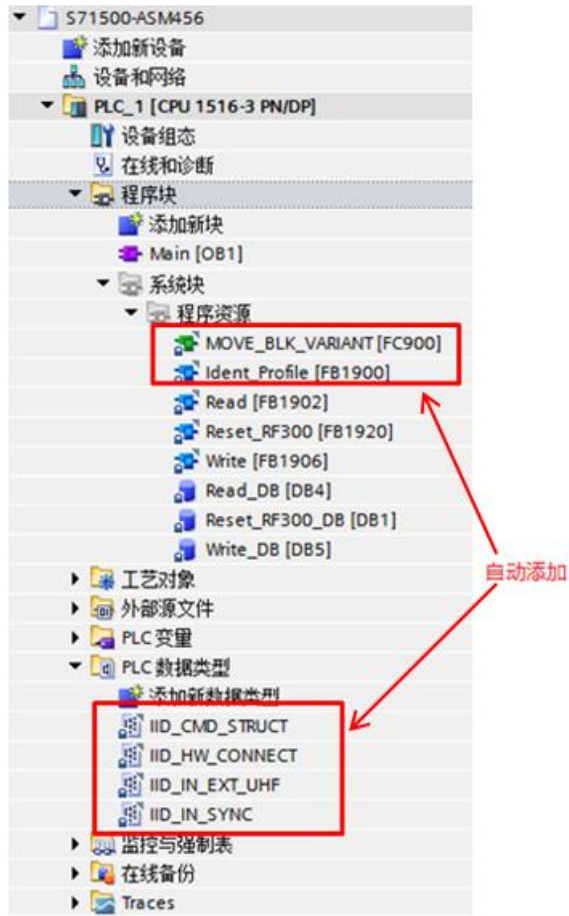 S71500-ASM456
添加新设备
设备和网络
PLC_1 [CPU 1516-3 PN/DP]
设备组态
在线和诊断
程序块
添加新块
Main [OB1]
系统块
程序资源
MOVE_BLK_VARIANT [FC900]
Ident_Profile [FB1900]
Read [FB1902]
Reset_RF300 [FB1920]
Write [FB1906]
Read_DB [DB4]
Reset_RF300_DB [DB1]
Write_DB [DB5]
自动添加
工艺对象
外部源文件
PLC 变量
PLC 数据类型
添加新数据类型
IID_CMD_STRUCT
IID_HW_CONNECT
IID_IN_EXT_UHF
IID_IN_SYNC
监控与强制表
在线备份
Traces